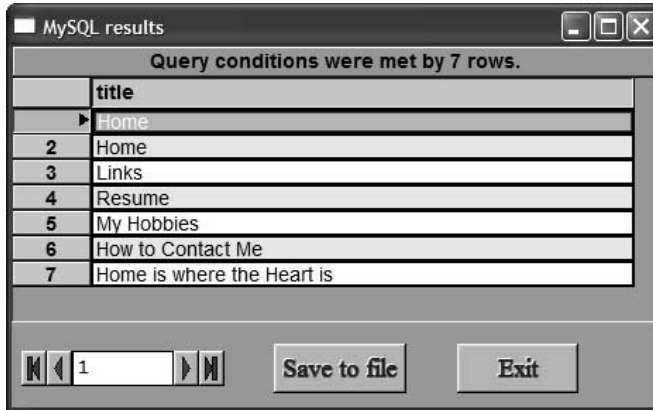 MySQL results
Query conditions were met by 7 rows.
title
Home
2 Home
3 Links
4 Resume
5 My Hobbies
6 How to Contact Me
7 Home is where the Heart is
1 Save to file Exit